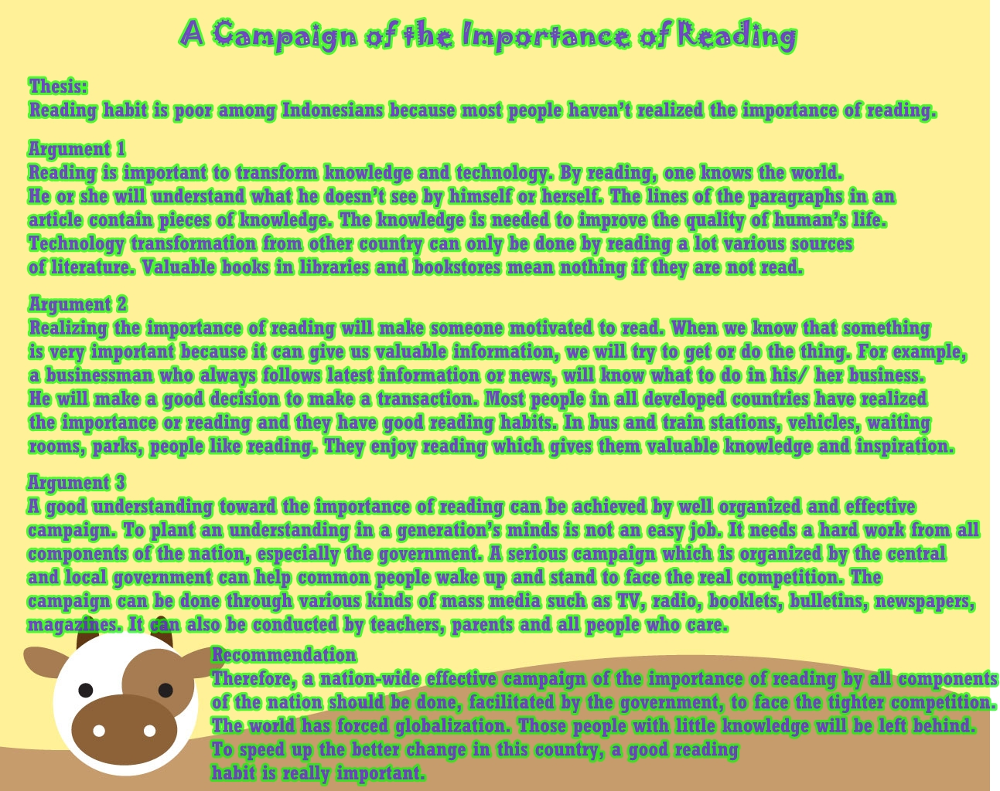 A Campaign of the Importance of Reading
Thesis:
Reading habit is poor among Indonesians because most people haven't realized the importance of reading.
Argument 1
Reading is important to transform knowledge and technology. By reading, one knows the world.
He or she will understand what he doesn't see by himself or herself. The lines of the paragraphs in an
article contain pieces of knowledge. The knowledge is needed to improve the quality of human's life.
Technology transformation from other country can only be done by reading a lot various sources
of literature. Valuable books in libraries and bookstores mean nothing if they are not read.
Argument 2
Realizing the importance of reading will make someone motivated to read. When we know that something
is very important because it can give us valuable information, we will try to get or do the thing. For example,
a businessman who always follows latest information or news, will know what to do in his/ her business.
He will make a good decision to make a transaction. Most people in all developed countries have realized
the importance or reading and they have good reading habits. In bus and train stations, vehicles, waiting
rooms, parks, people like reading. They enjoy reading which gives them valuable knowledge and inspiration.
Argument 3
A good understanding toward the importance of reading can be achieved by well organized and effective
campaign. To plant an understanding in a generation's minds is not an easy job. It needs a hard work from all
components of the nation, especially the government. A serious campaign which is organized by the central
and local government can help common people wake up and stand to face the real competition. The
campaign can be done through various kinds of mass media such as TV, radio, booklets, bulletins, newspapers,
magazines. It can also be conducted by teachers, parents and all people who care.
Recommendation
Therefore, a nation-wide effective campaign of the importance of reading by all components
of the nation should be done, facilitated by the government, to face the tighter competition.
The world has forced globalization. Those people with little knowledge will be left behind.
To speed up the better change in this country, a good reading
habit is really important.